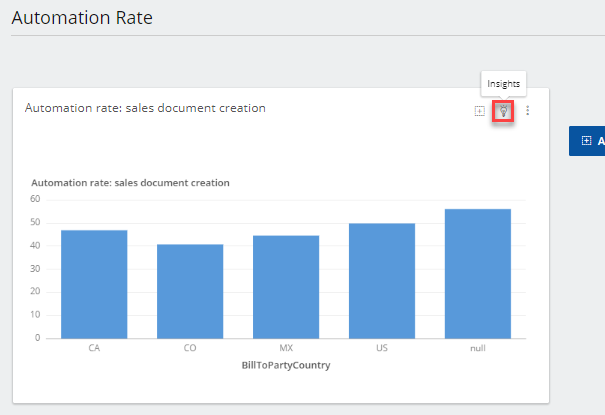 Automation Rate
Insights
Automation rate: sales document creation
A
Automation rate: sales document creation
60
50
40
30
20
10
0
CA CO MX US null
BillToPartyCountry